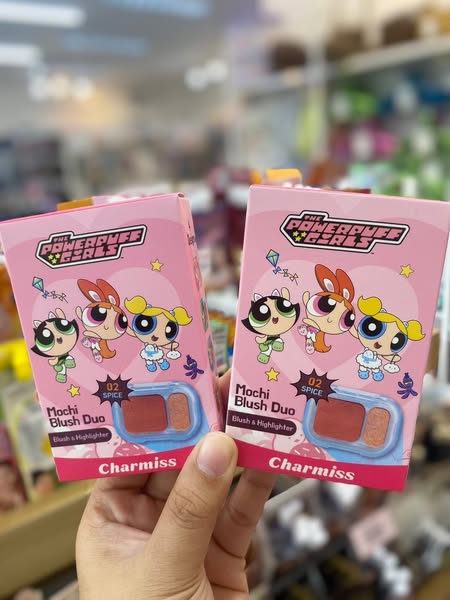 THE
POWERPUFF
GIRLS
02
SPICE
Mochi
Blush Duo
Blush & Highlighter
Charmiss
THE
POWERPUFF
GIRLS
02
SPICE
Mochi
Blush Duo
Blush & Highlighter
Charmiss